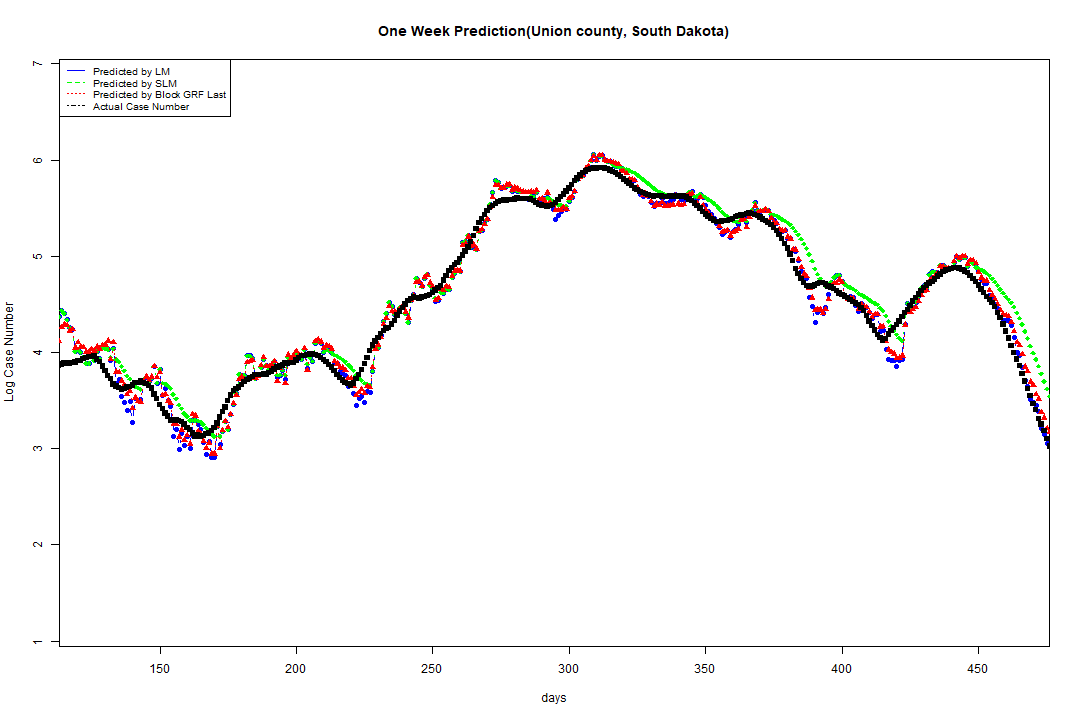 One Week Prediction(Union county, South Dakota)
7
6
5
4
3
2
1
Log Case Number
Predicted by LM
Predicted by SLM
Predicted by Block GRF Last
Actual Case Number
150 200 250 300 350 400 450
days